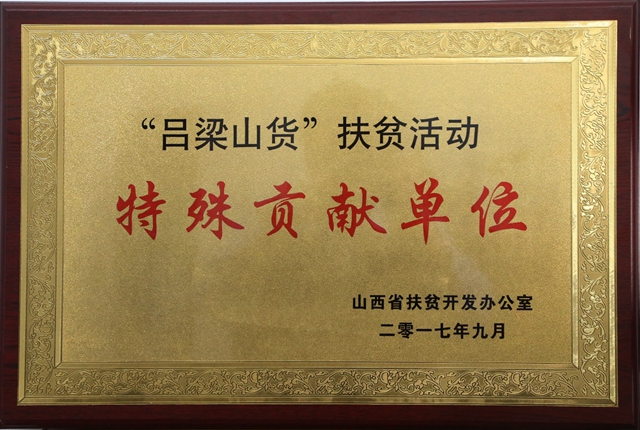 “吕梁山货”扶贫活动
特殊贡献单位
山西省扶贫开发办公室
二零一七年九月